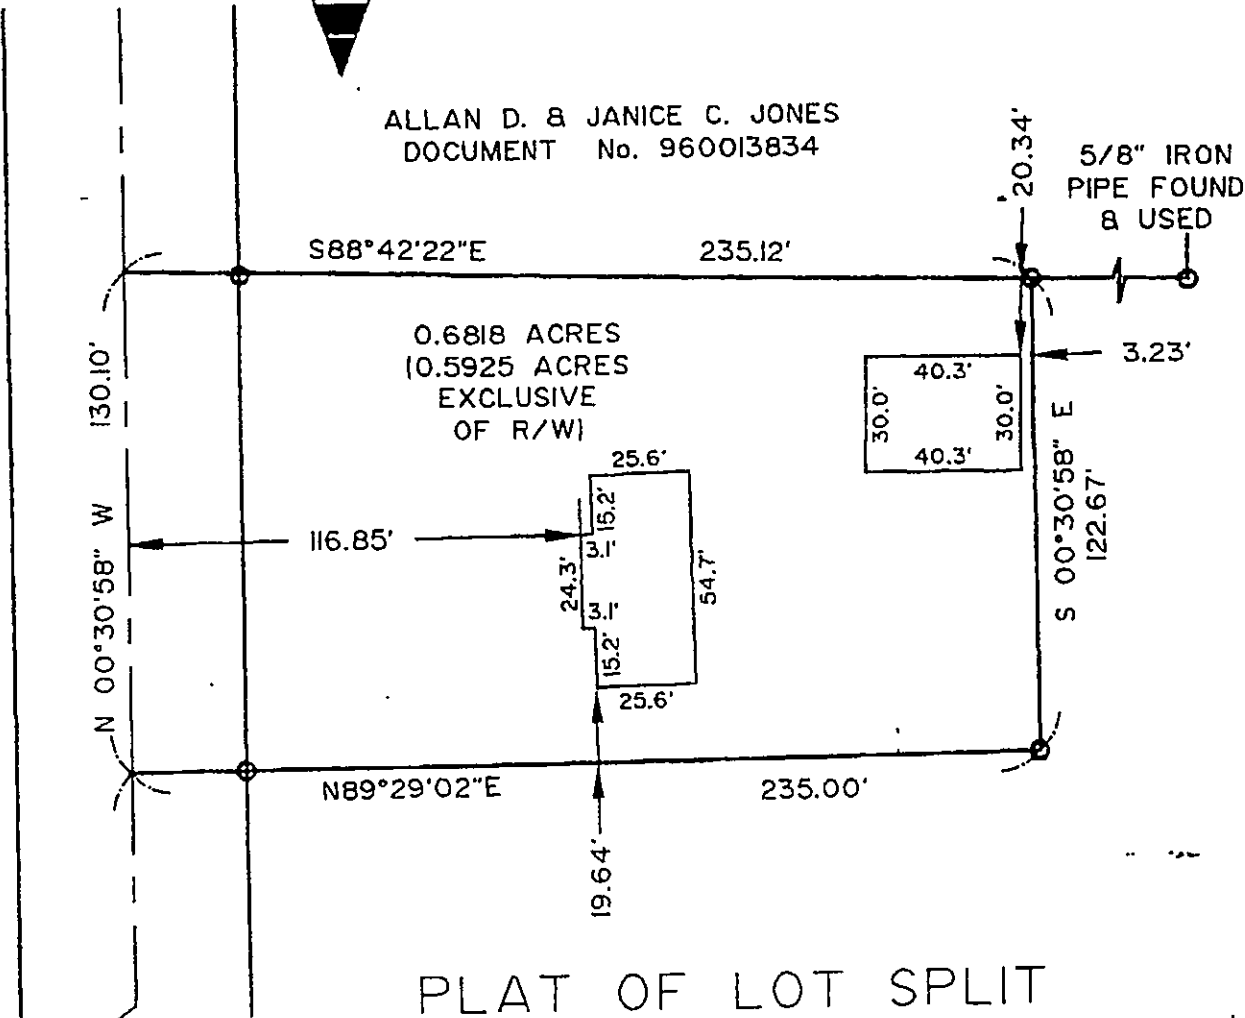 ALLAN D. & JANICE C. JONES
DOCUMENT No. 960013834
20.34'
5/8" IRON
PIPE FOUND
& USED
S88°42'22"E 235.12'
0.6818 ACRES
(0.5925 ACRES
EXCLUSIVE
OF R/W)
130.10'
N 00°30'58" W
3.23'
40.3'
30.0'
30.0'
40.3'
S 00°30'58" E
122.67'
25.6'
15.2'
116.85'
3.1'
24.3'
54.7'
3.1'
15.2'
25.6'
N89°29'02"E 235.00'
19.64'
PLAT OF LOT SPLIT